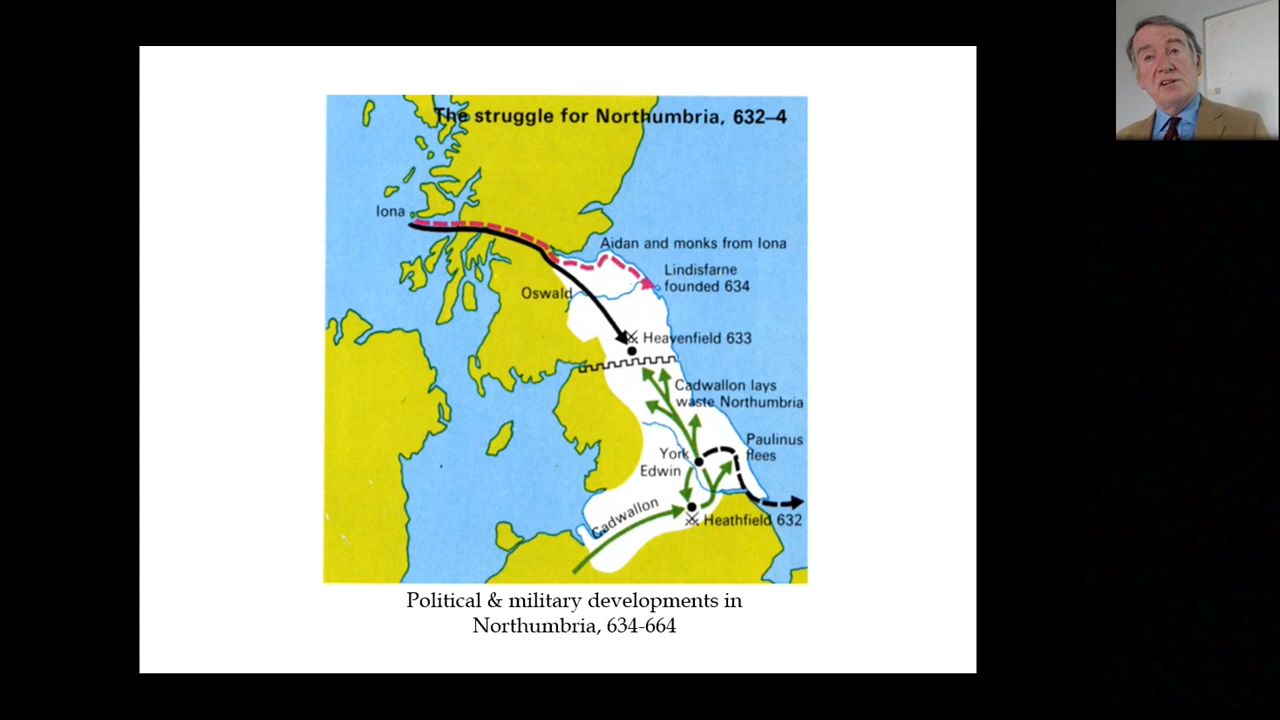 The struggle for Northumbria, 632–4
Iona
Aidan and monks from Iona
Lindisfarne
founded 634
Oswald
Heavenfield 633
Cadwallon lays
waste Northumbria
Paulinus
flees
York
Edwin
Cadwallon
Heathfield 632
Political & military developments in
Northumbria, 634-664